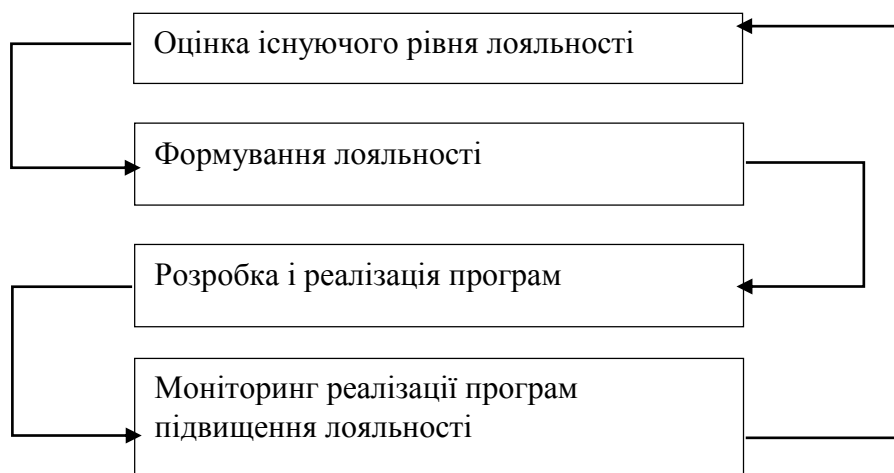 Оцінка існуючого рівня лояльності
Формування лояльності
Розробка і реалізація програм
Моніторинг реалізації програм
підвищення лояльності